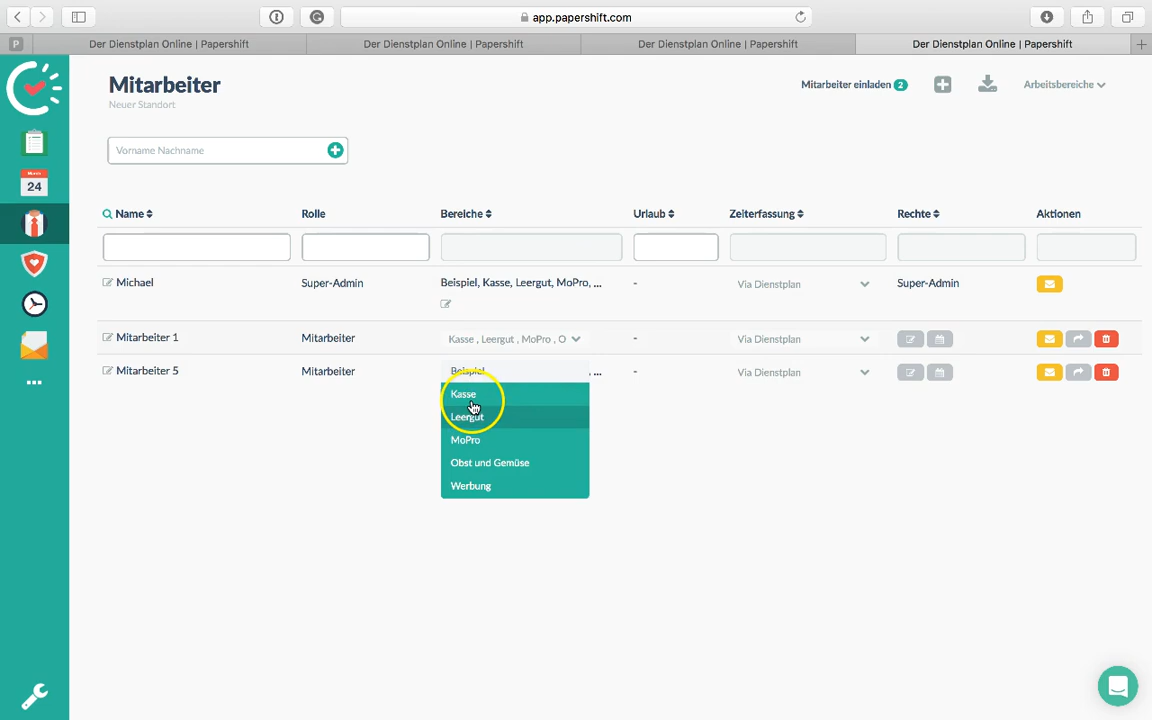 app.papershift.com
P
Der Dienstplan Online | Papershift
Der Dienstplan Online | Papershift
Der Dienstplan Online | Papershift
Der Dienstplan Online | Papershift
Mitarbeiter
Neuer Standort
Mitarbeiter einladen 2
Arbeitsbereiche
24
Vorname Nachname
Name
Rolle
Bereiche
Urlaub
Zeiterfassung
Rechte
Aktionen
Michael
Super-Admin
Beispiel, Kasse, Leergut, MoPro, ...
-
Via Dienstplan
Super-Admin
Mitarbeiter 1
Mitarbeiter
Kasse , Leergut , MoPro , O
-
Via Dienstplan
Mitarbeiter 5
Mitarbeiter
Beispiel
, ...
-
Via Dienstplan
Kasse
Leergut
MoPro
Obst und Gemüse
Werbung